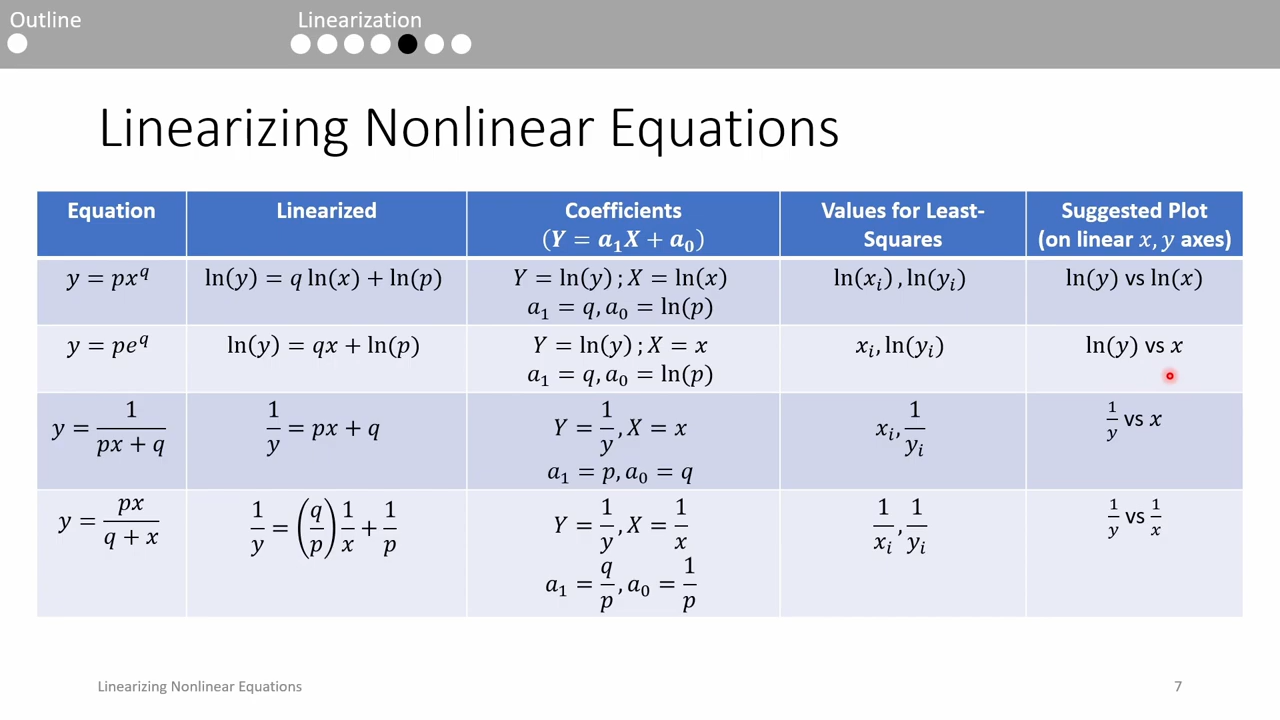 Outline
Linearization
Linearizing Nonlinear Equations
Equation
Linearized
Coefficients
(Y = a₁X + a₀)
Values for Least-
Squares
Suggested Plot
(on linear x, y axes)
y = px^q
ln(y) = q ln(x) + ln(p)
Y = ln(y) ; X = ln(x)
a₁ = q, a₀ = ln(p)
ln(xᵢ) , ln(yᵢ)
ln(y) vs ln(x)
y = pe^q
ln(y) = qx + ln(p)
Y = ln(y) ; X = x
a₁ = q, a₀ = ln(p)
xᵢ, ln(yᵢ)
ln(y) vs x
y = 1/(px + q)
1/y = px + q
Y = 1/y, X = x
a₁ = p, a₀ = q
xᵢ, 1/yᵢ
1/y vs x
y = px/(q + x)
1/y = (q/p) 1/x + 1/p
Y = 1/y, X = 1/x
a₁ = q/p, a₀ = 1/p
1/xᵢ, 1/yᵢ
1/y vs 1/x
Linearizing Nonlinear Equations
7